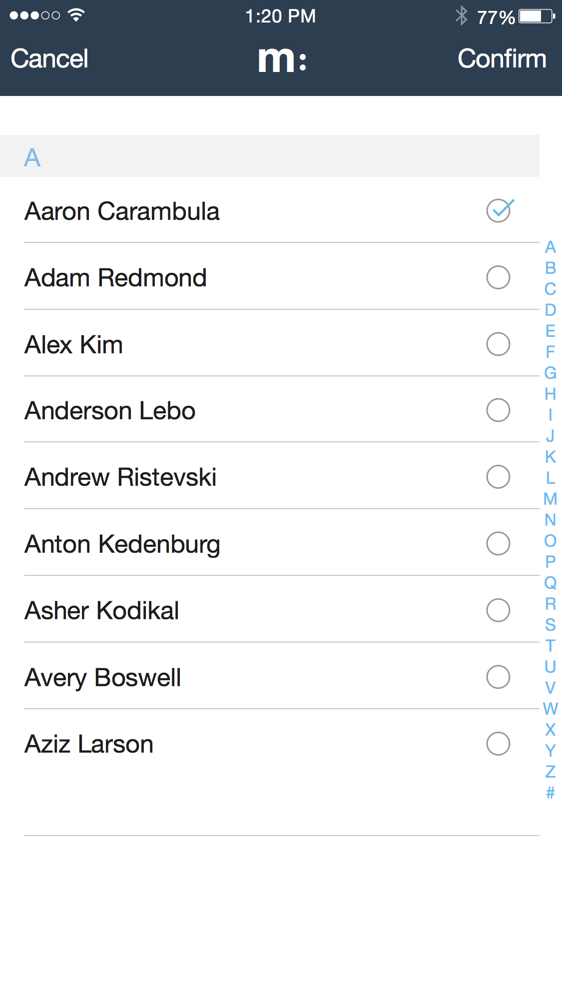 1:20 PM 77%
Cancel m: Confirm
A
Aaron Carambula
Adam Redmond
Alex Kim
Anderson Lebo
Andrew Ristevski
Anton Kedenburg
Asher Kodikal
Avery Boswell
Aziz Larson
A
B
C
D
E
F
G
H
I
J
K
L
M
N
O
P
Q
R
S
T
U
V
W
X
Y
Z
#